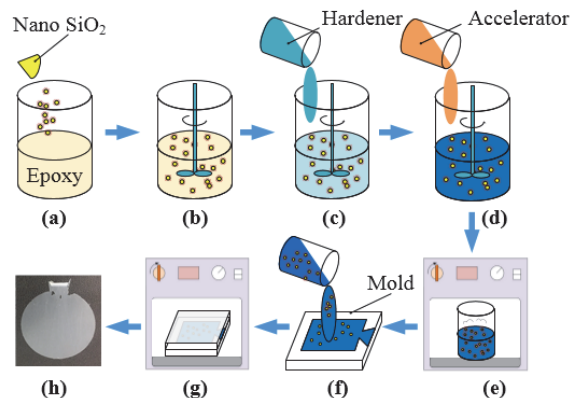 Nano SiO₂
Hardener
Accelerator
Epoxy
(a)
(b)
(c)
(d)
Mold
(h)
(g)
(f)
(e)